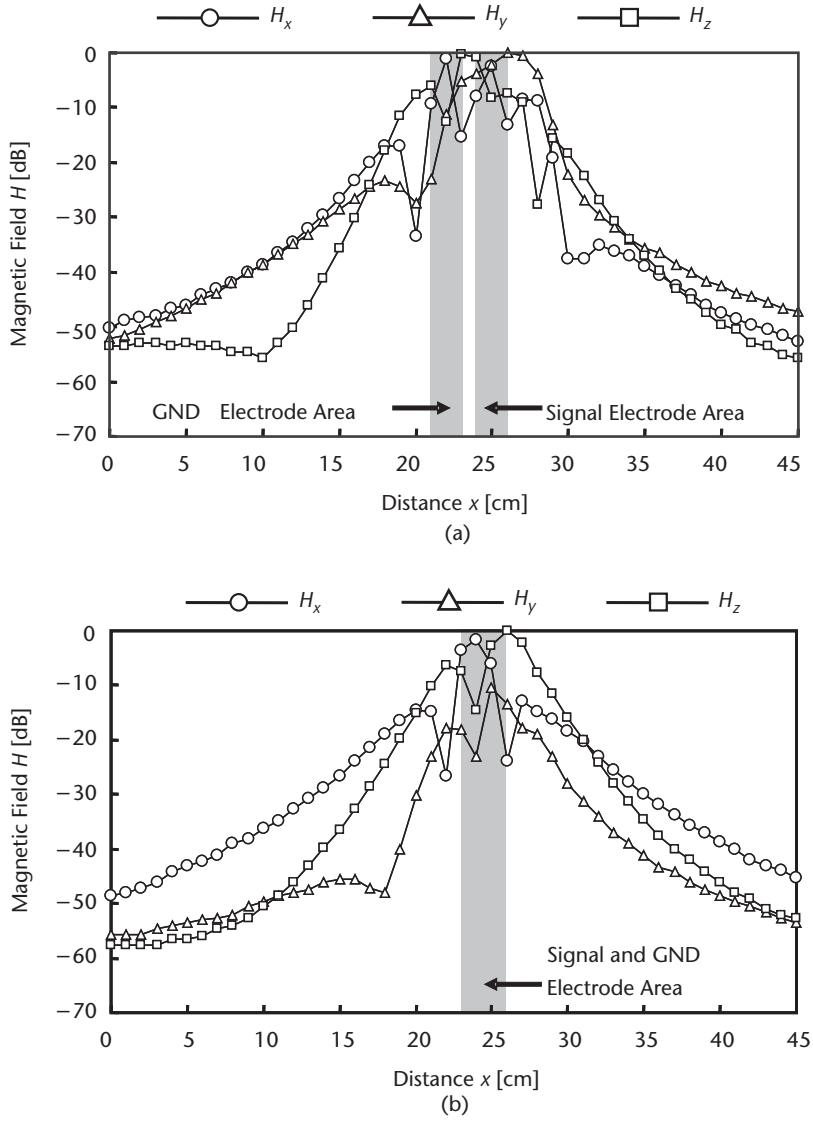 Hx Hy Hz
0
−10
−20
−30
−40
−50
−60
−70
Magnetic Field H [dB]
GND Electrode Area
Signal Electrode Area
0 5 10 15 20 25 30 35 40 45
Distance x [cm]
(a)
Hx Hy Hz
0
−10
−20
−30
−40
−50
−60
−70
Magnetic Field H [dB]
Signal and GND
Electrode Area
0 5 10 15 20 25 30 35 40 45
Distance x [cm]
(b)